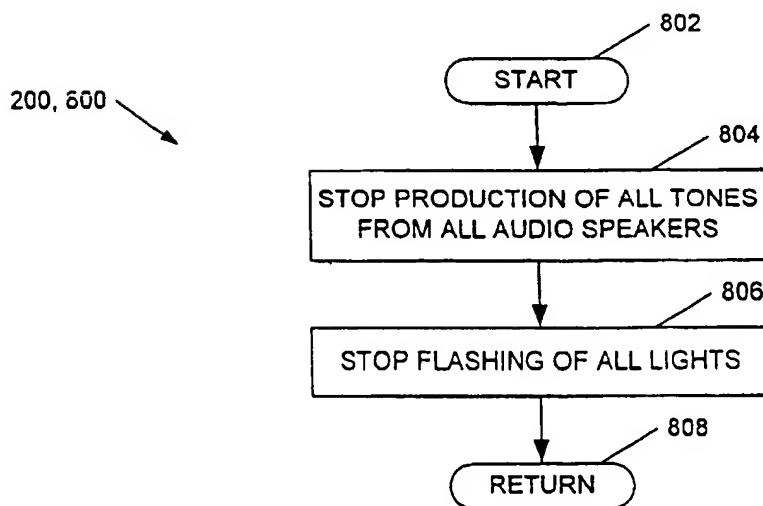 802
START
200, 600
804
STOP PRODUCTION OF ALL TONES
FROM ALL AUDIO SPEAKERS
806
STOP FLASHING OF ALL LIGHTS
808
RETURN